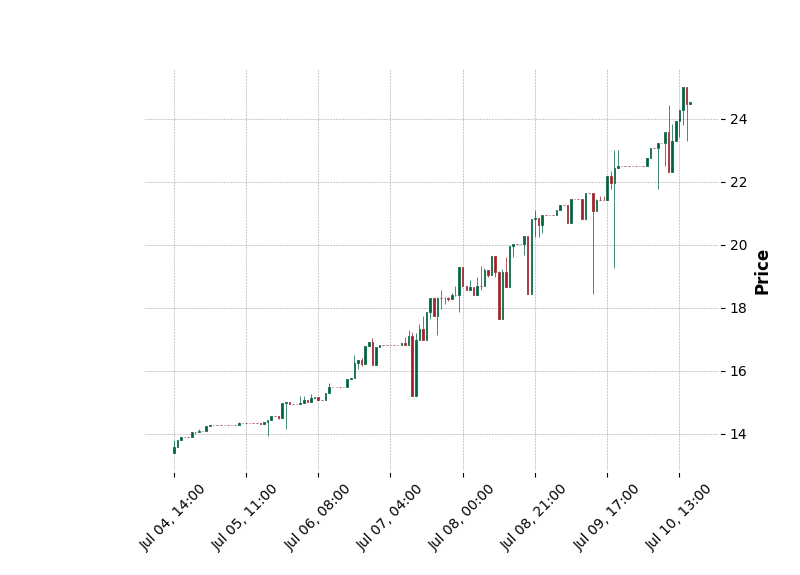 24
22
20
18
16
14
Price
Jul 04, 14:00
Jul 05, 11:00
Jul 06, 08:00
Jul 07, 04:00
Jul 08, 00:00
Jul 08, 21:00
Jul 09, 17:00
Jul 10, 13:00